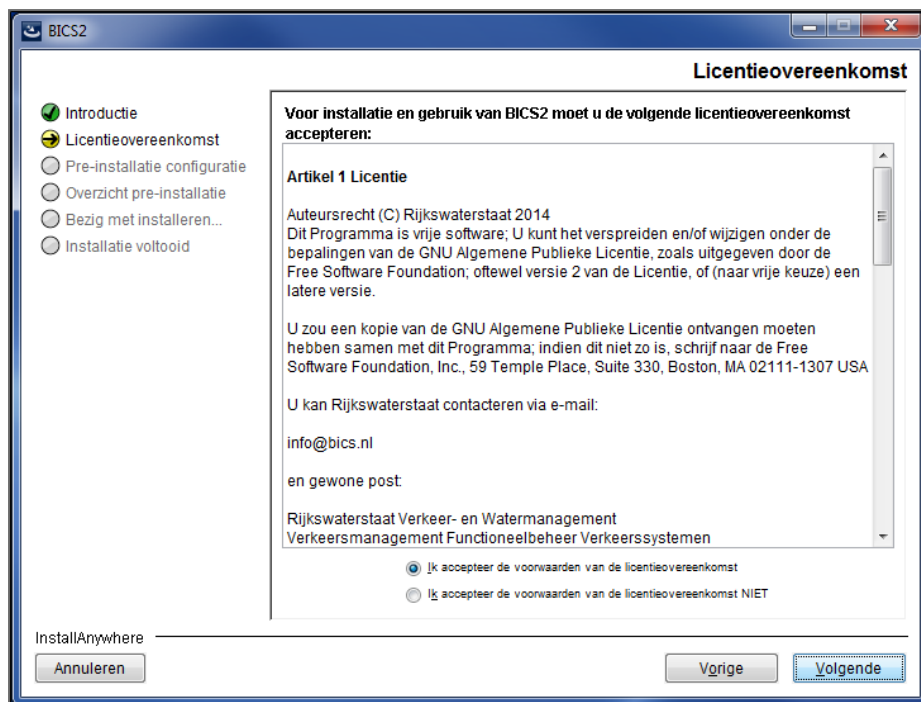 BICS2
Licentieovereenkomst
Introductie
Licentieovereenkomst
Pre-installatie configuratie
Overzicht pre-installatie
Bezig met installeren...
Installatie voltooid
Voor installatie en gebruik van BICS2 moet u de volgende licentieovereenkomst
accepteren:
Artikel 1 Licentie
Auteursrecht (C) Rijkswaterstaat 2014
Dit Programma is vrije software; U kunt het verspreiden en/of wijzigen onder de
bepalingen van de GNU Algemene Publieke Licentie, zoals uitgegeven door de
Free Software Foundation; oftewel versie 2 van de Licentie, of (naar vrije keuze) een
latere versie.
U zou een kopie van de GNU Algemene Publieke Licentie ontvangen moeten
hebben samen met dit Programma; indien dit niet zo is, schrijf naar de Free
Software Foundation, Inc., 59 Temple Place, Suite 330, Boston, MA 02111-1307 USA
U kan Rijkswaterstaat contacteren via e-mail:
info@bics.nl
en gewone post:
Rijkswaterstaat Verkeer- en Watermanagement
Verkeersmanagement Functioneelbeheer Verkeerssystemen
Ik accepteer de voorwaarden van de licentieovereenkomst
Ik accepteer de voorwaarden van de licentieovereenkomst NIET
InstallAnywhere
Annuleren
Vorige
Volgende